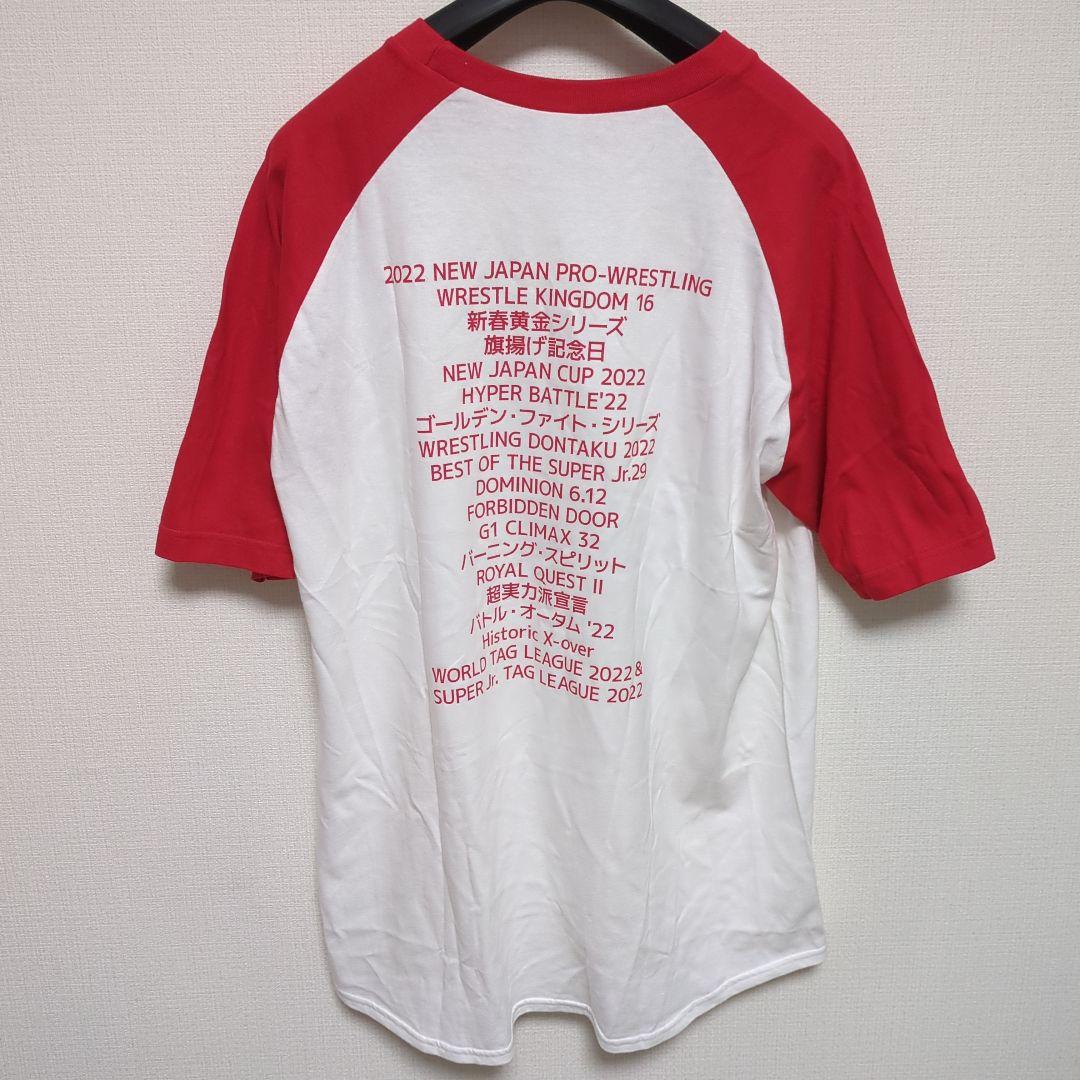 2022 NEW JAPAN PRO-WRESTLING
WRESTLE KINGDOM 16
新春黄金シリーズ
旗揚げ記念日
NEW JAPAN CUP 2022
HYPER BATTLE'22
ゴールデン・ファイト・シリーズ
WRESTLING DONTAKU 2022
BEST OF THE SUPER Jr.29
DOMINION 6.12
FORBIDDEN DOOR
G1 CLIMAX 32
バーニング・スピリット
ROYAL QUEST II
超実力派宣言
バトル・オータム '22
Historic X-over
WORLD TAG LEAGUE 2022 &
SUPER Jr. TAG LEAGUE 2022